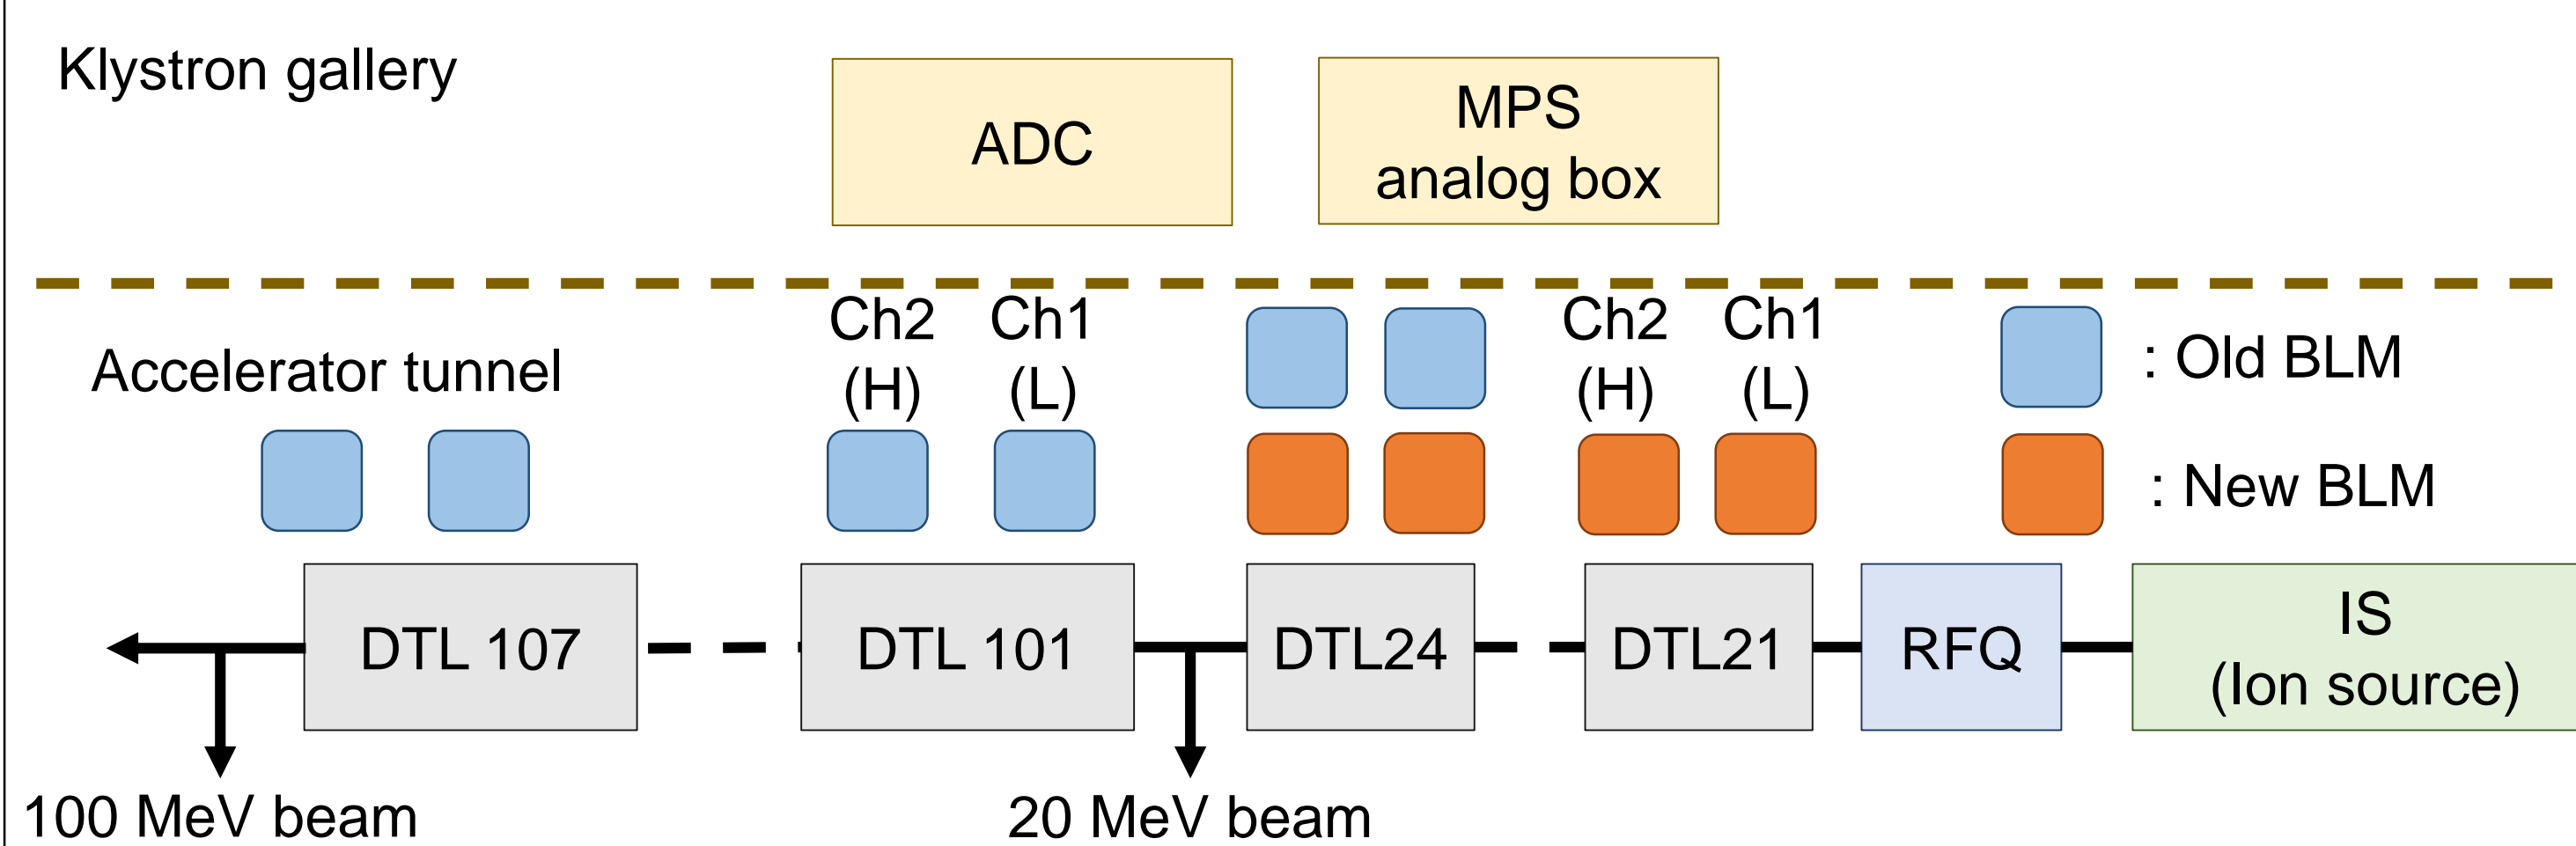 Klystron gallery
ADC
MPS
analog box
Accelerator tunnel
Ch2
(H)
Ch1
(L)
Ch2
(H)
Ch1
(L)
: Old BLM
: New BLM
DTL 107
DTL 101
DTL24
DTL21
RFQ
IS
(Ion source)
100 MeV beam
20 MeV beam